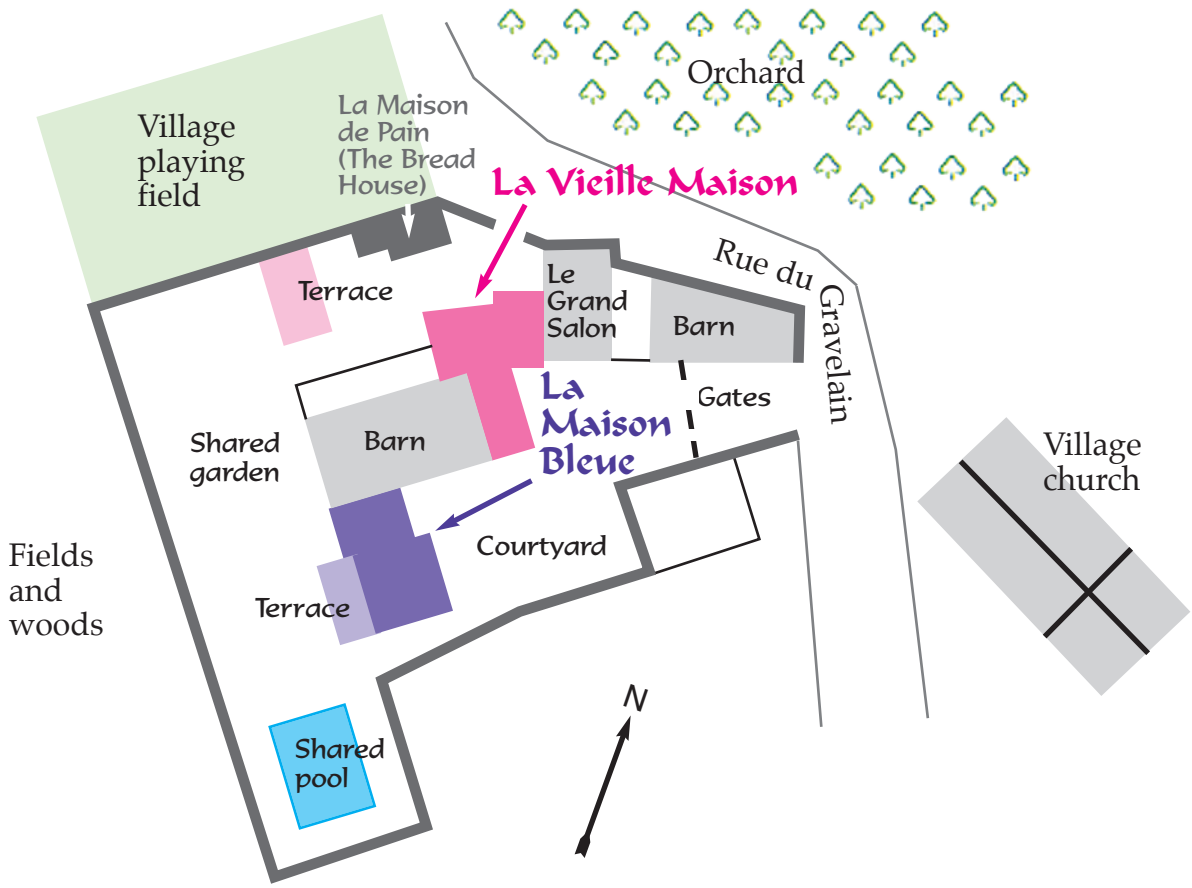 Orchard
Village
playing
field
La Maison
de Pain
(The Bread
House)
La Vieille Maison
Rue du Gravelain
Terrace
Le
Grand
Salon
Barn
Gates
La
Maison
Bleue
Shared
garden
Barn
Village
church
Fields
and
woods
Courtyard
Terrace
N
Shared
pool